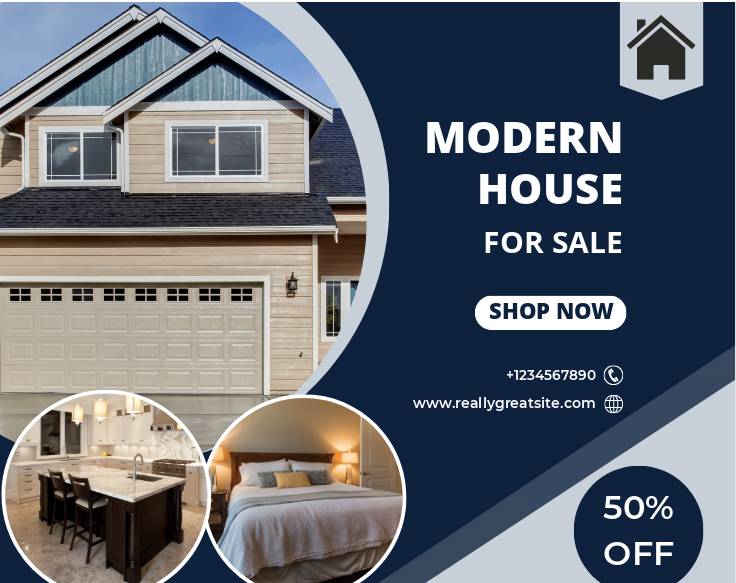 MODERN
HOUSE
FOR SALE
SHOP NOW
+1234567890
www.reallygreatsite.com
50%
OFF